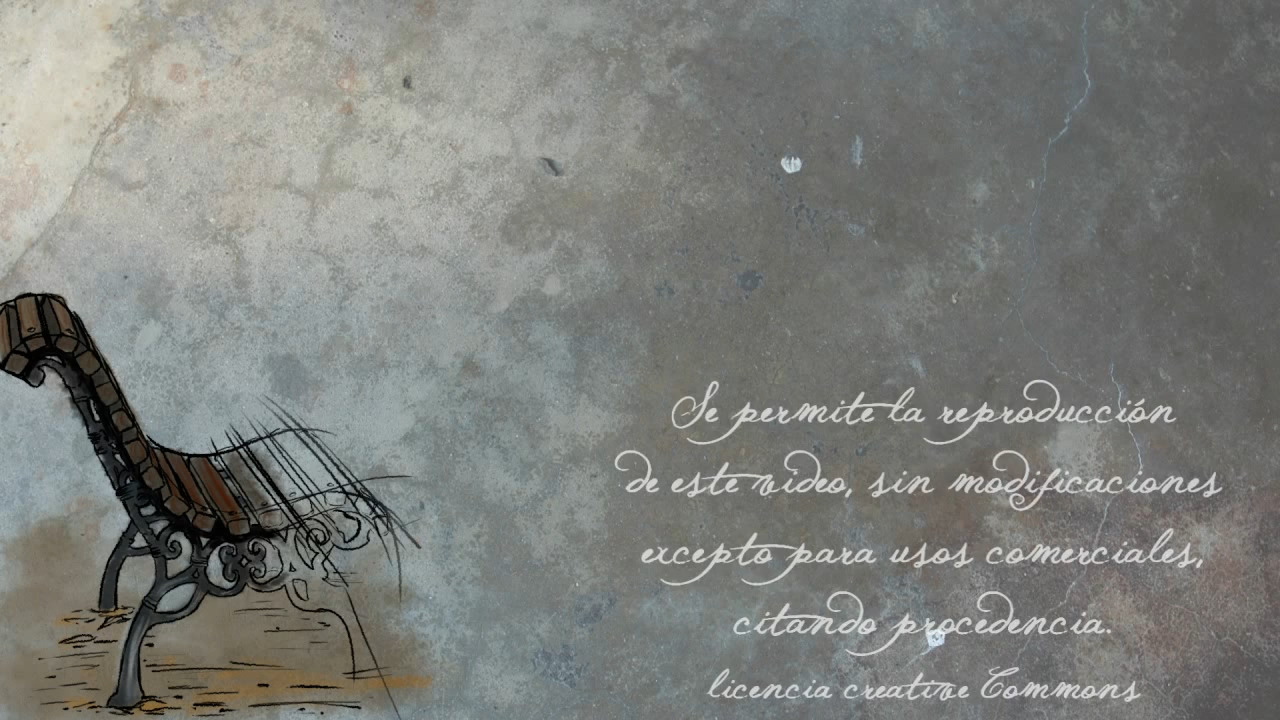 Se permite la reproducción
de este video, sin modificaciones
excepto para usos comerciales,
citando procedencia.
licencia creative Commons